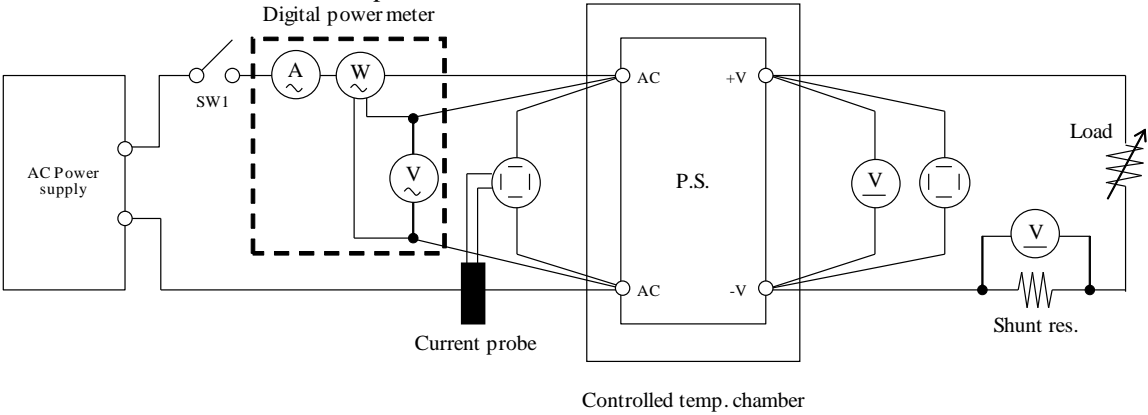 Digital power meter
A
W
SW1
V
AC Power
supply
AC
+V
P.S.
V
Load
V
AC
-V
Shunt res.
Current probe
Controlled temp. chamber